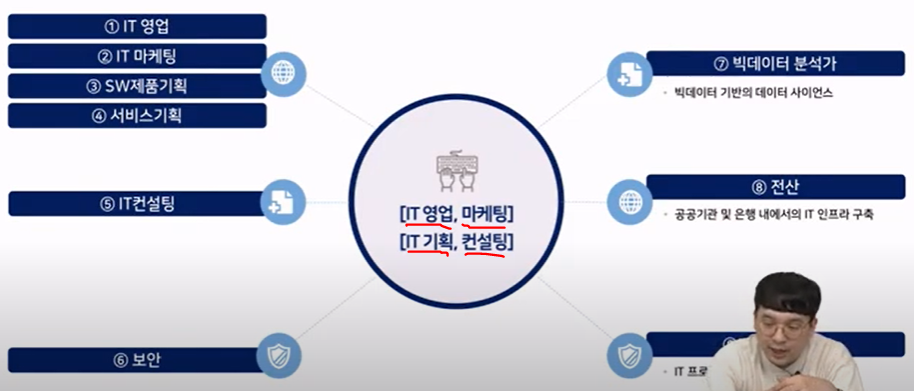 ① IT 영업
② IT 마케팅
③ SW제품기획
④ 서비스기획
⑤ IT컨설팅
⑥ 보안
[IT 영업, 마케팅]
[IT 기획, 컨설팅]
⑦ 빅데이터 분석가
· 빅데이터 기반의 데이터 사이언스
⑧ 전산
· 공공기관 및 은행 내에서의 IT 인프라 구축
· IT